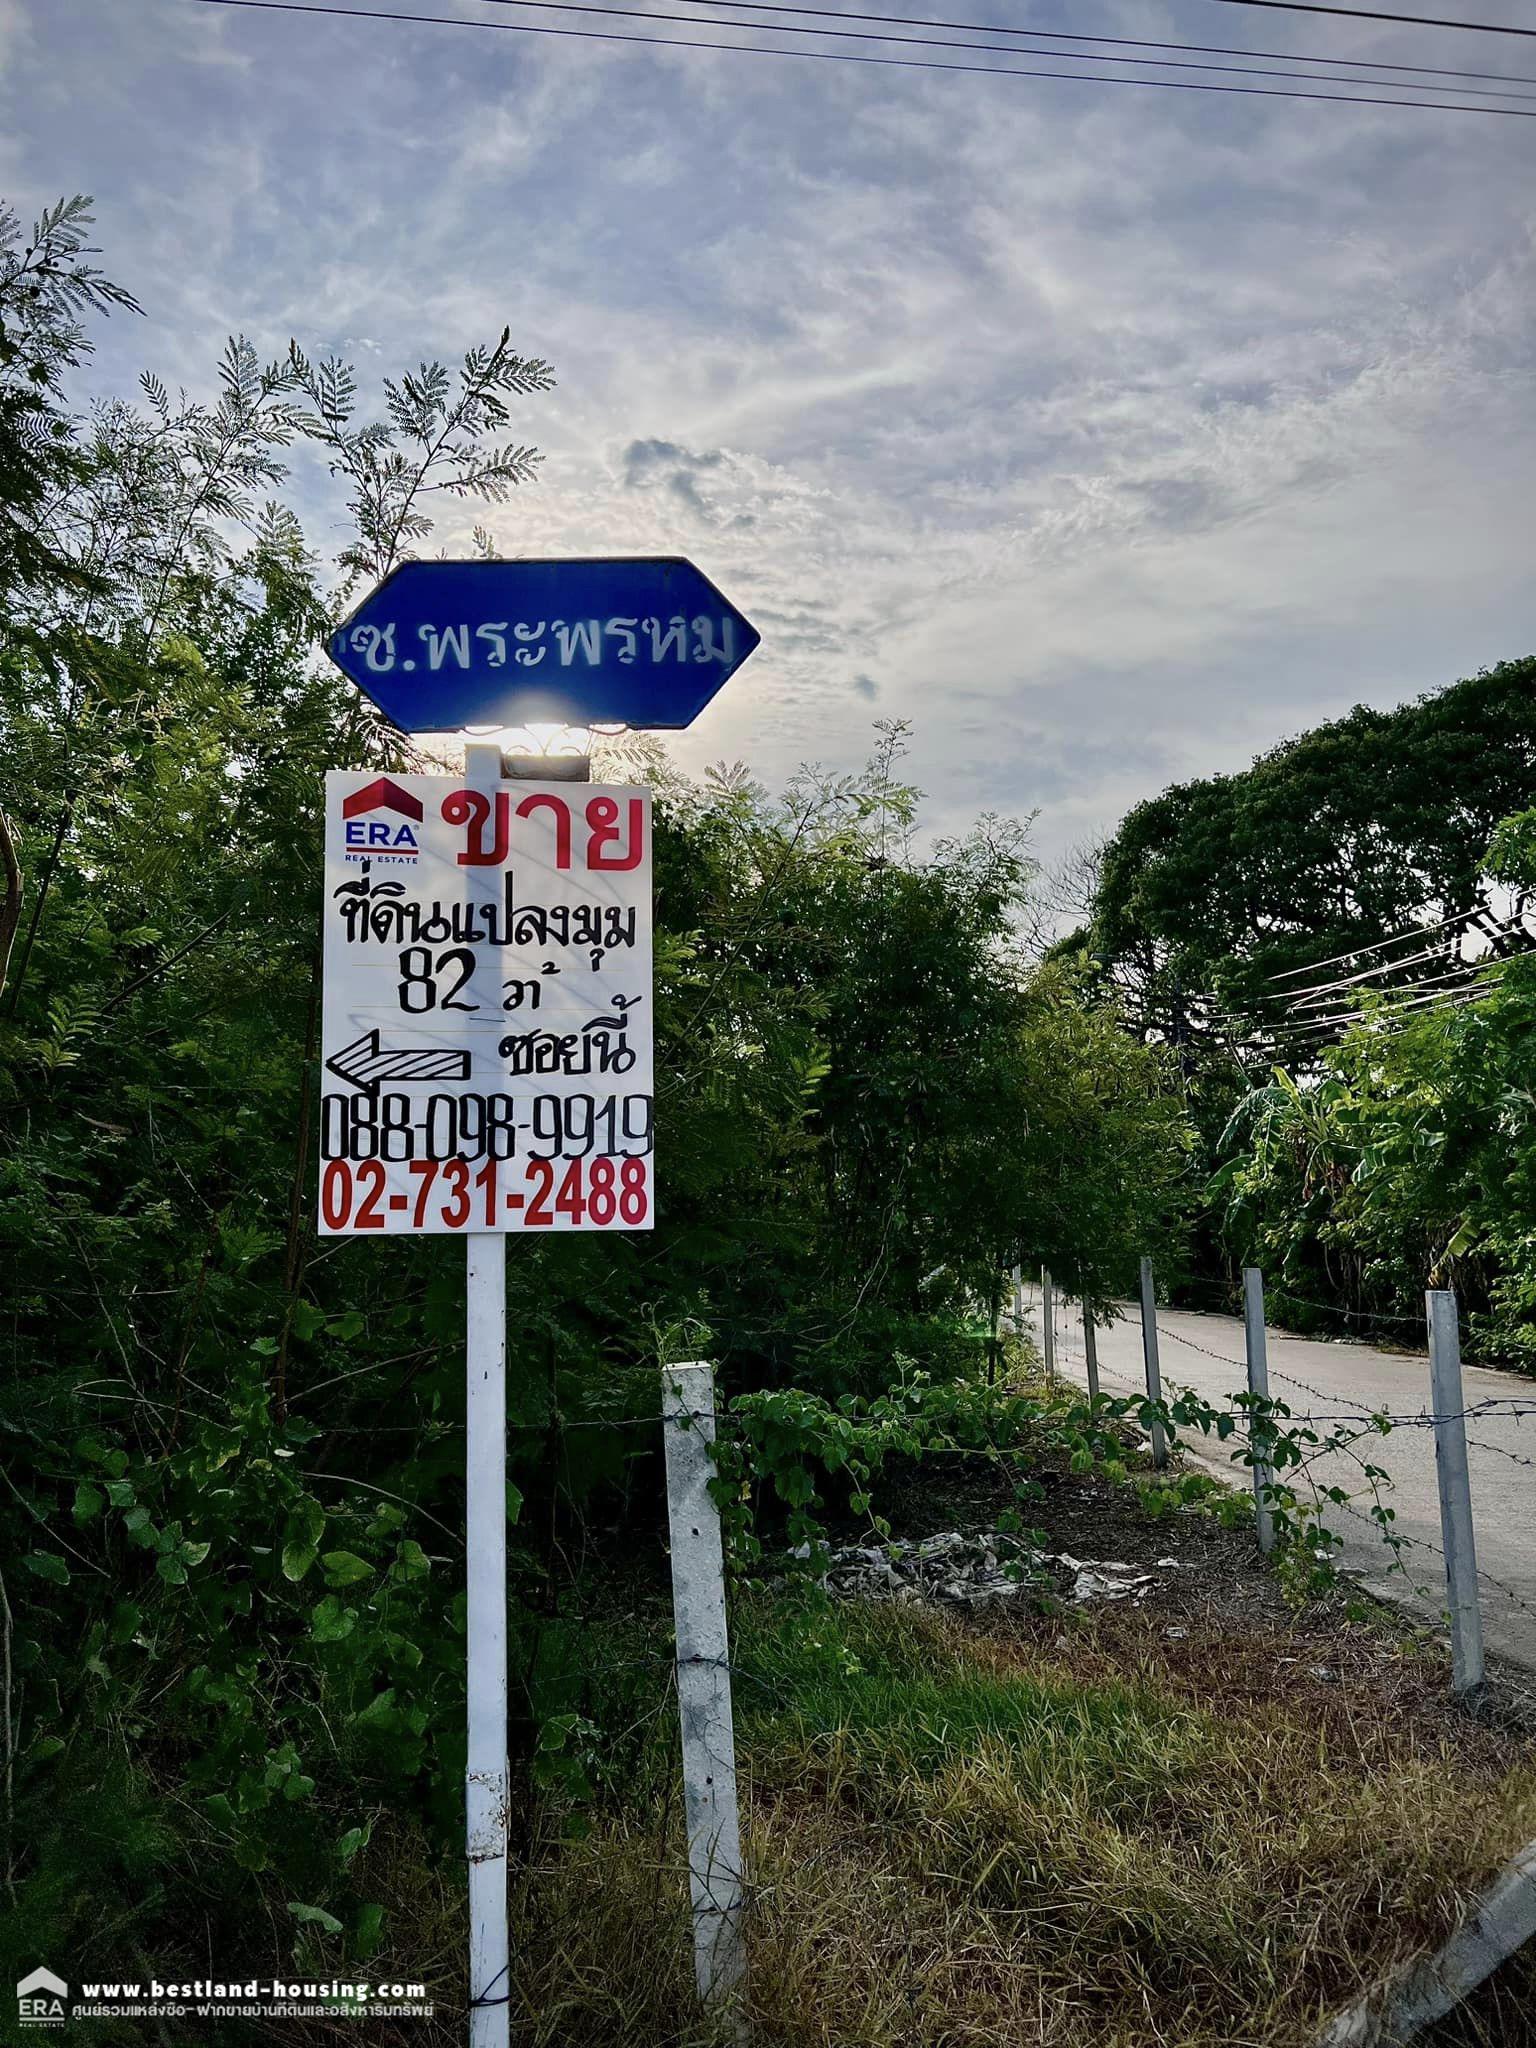 ซ.พระพรหม
ERA
REAL ESTATE
ขาย
ที่ดินแปลงมุม
82 วา
ซอยนี้
088-098-9919
02-731-2488
www.bestland-housing.com
ERA
REAL ESTATE
ศูนย์รวมแหล่งซื้อ-ฝากขายบ้านที่ดินและอสังหาริมทรัพย์